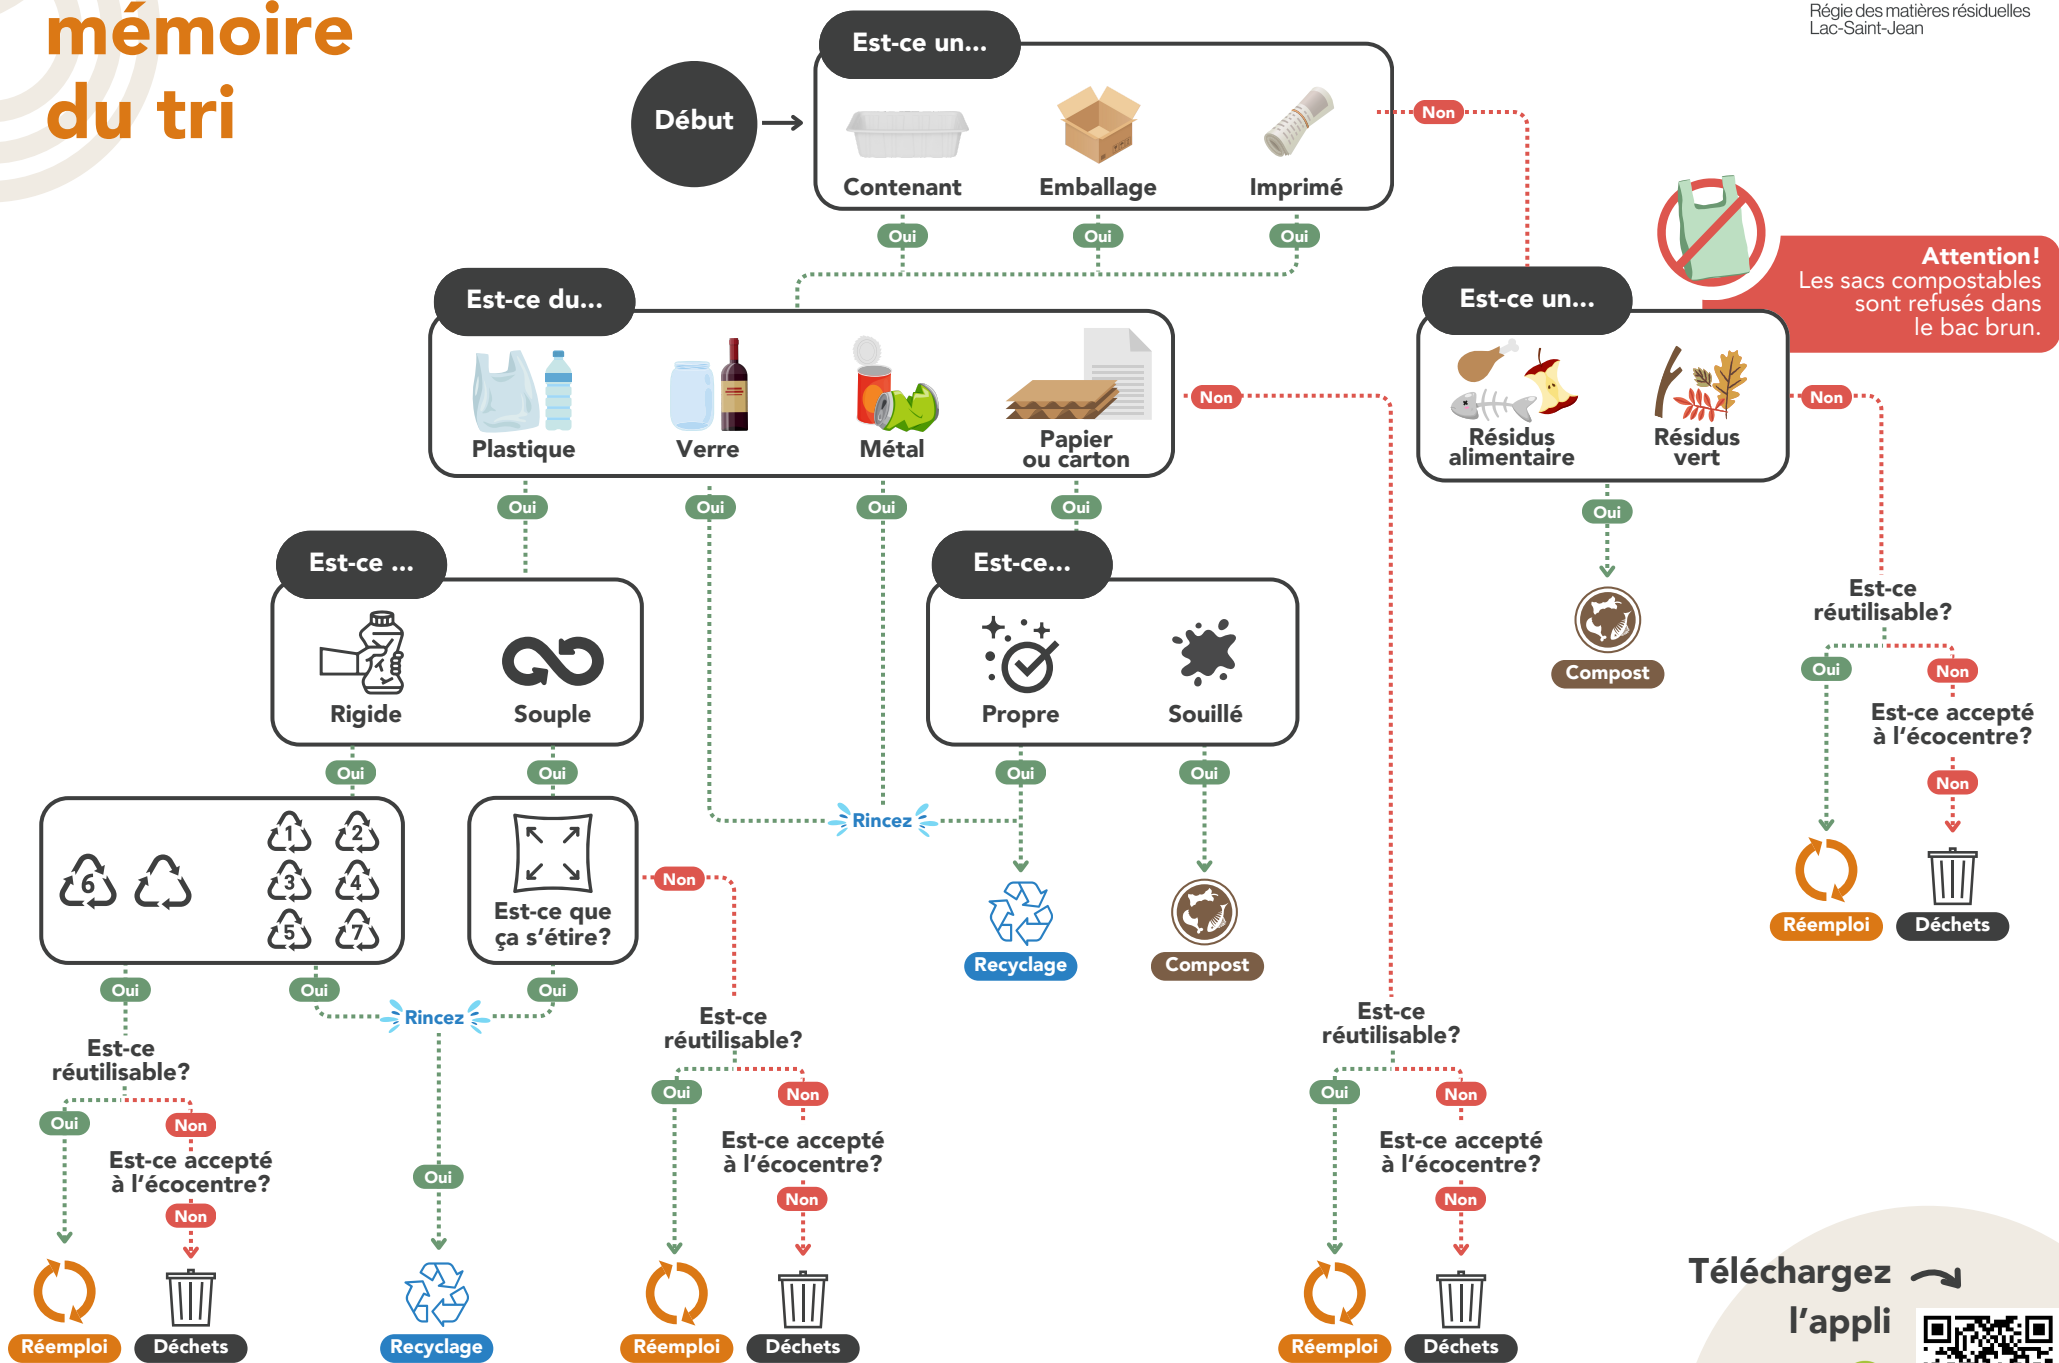 mémoire
du tri
Régie des matières résiduelles
Lac-Saint-Jean
Début
Est-ce un...
Contenant
Emballage
Imprimé
Non
Oui
Oui
Oui
Attention!
Les sacs compostables
sont refusés dans
le bac brun.
Est-ce du...
Plastique
Verre
Métal
Papier
ou carton
Non
Est-ce un...
Résidus
alimentaire
Résidus
vert
Non
Oui
Oui
Oui
Oui
Oui
Est-ce ...
Rigide
Souple
Est-ce...
Propre
Souillé
Compost
Est-ce
réutilisable?
Oui
Non
Est-ce accepté
à l'écocentre?
Non
Réemploi
Déchets
Oui
Oui
Oui
Oui
6
1
2
3
4
5
7
Est-ce que
ça s'étire?
Non
Rincez
Recyclage
Compost
Oui
Oui
Oui
Rincez
Est-ce
réutilisable?
Oui
Non
Est-ce accepté
à l'écocentre?
Non
Réemploi
Déchets
Oui
Recyclage
Est-ce
réutilisable?
Oui
Non
Est-ce accepté
à l'écocentre?
Non
Réemploi
Déchets
Est-ce
réutilisable?
Oui
Non
Est-ce accepté
à l'écocentre?
Non
Réemploi
Déchets
Téléchargez
l'appli